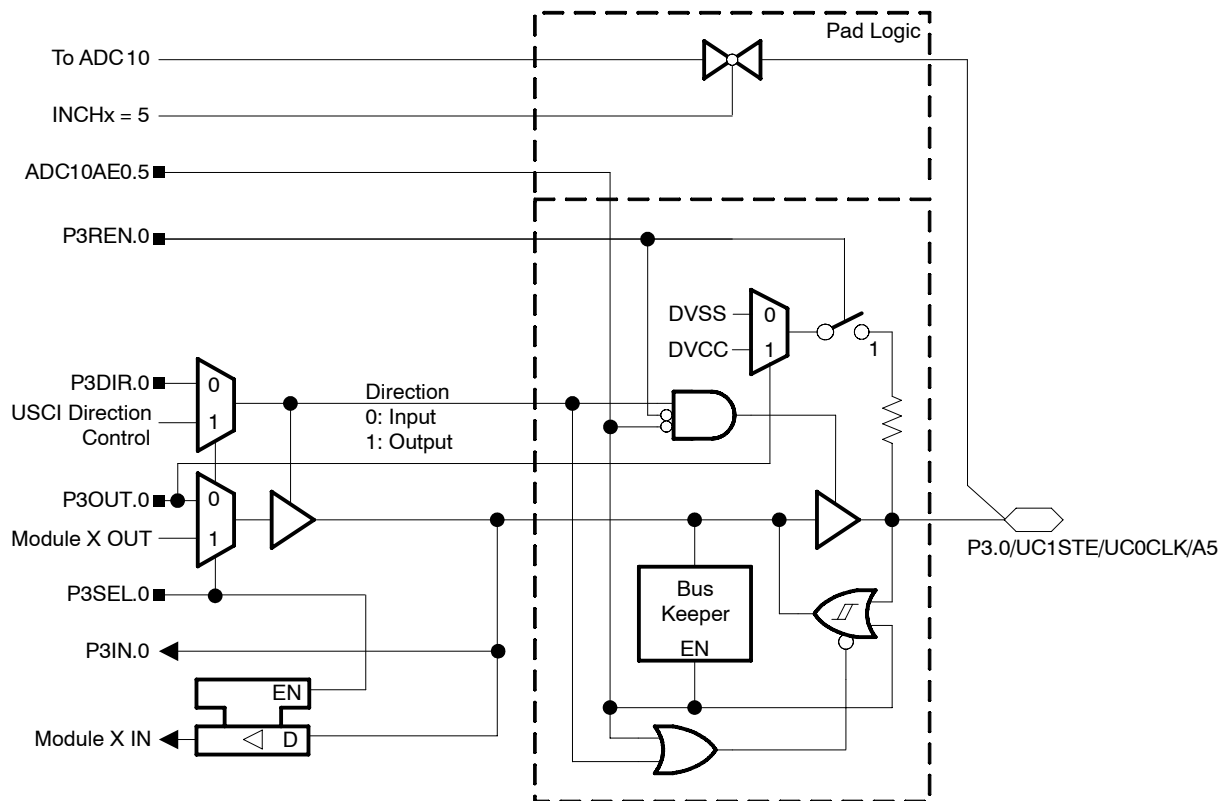 Pad Logic
To ADC10
INCHx = 5
ADC10AE0.5
P3REN.0
DVSS
0
DVCC
1
1
P3DIR.0
0
USCI Direction
Control
1
Direction
0: Input
1: Output
P3OUT.0
0
Module X OUT
1
P3SEL.0
P3.0/UC1STE/UC0CLK/A5
Bus
Keeper
EN
P3IN.0
EN
Module X IN
D